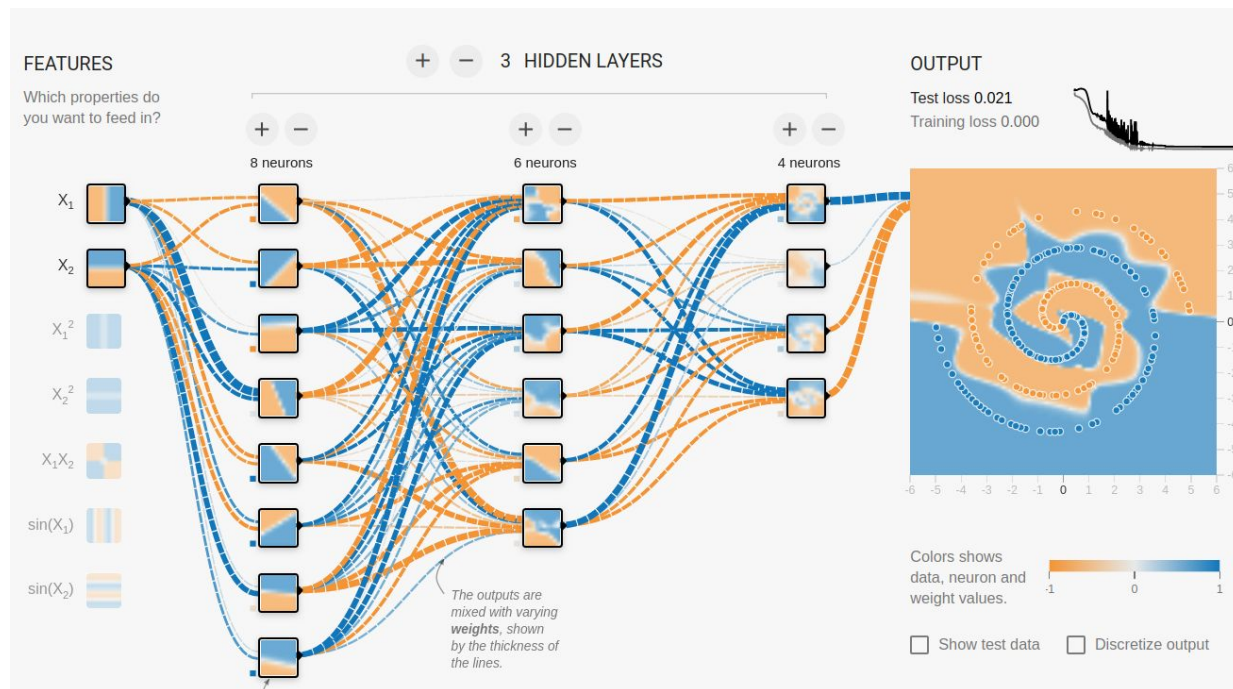 FEATURES
Which properties do
you want to feed in?
X1
X2
X1²
X2²
X1X2
sin(X1)
sin(X2)
+ − 3 HIDDEN LAYERS
+ −
8 neurons
+ −
6 neurons
+ −
4 neurons
The outputs are
mixed with varying
weights, shown
by the thickness of
the lines.
OUTPUT
Test loss 0.021
Training loss 0.000
6
5
4
3
2
1
0
-1
-2
-3
-4
-5
-6 -5 -4 -3 -2 -1 0 1 2 3 4 5 6
Colors shows
data, neuron and
weight values.
-1 0 1
Show test data
Discretize output